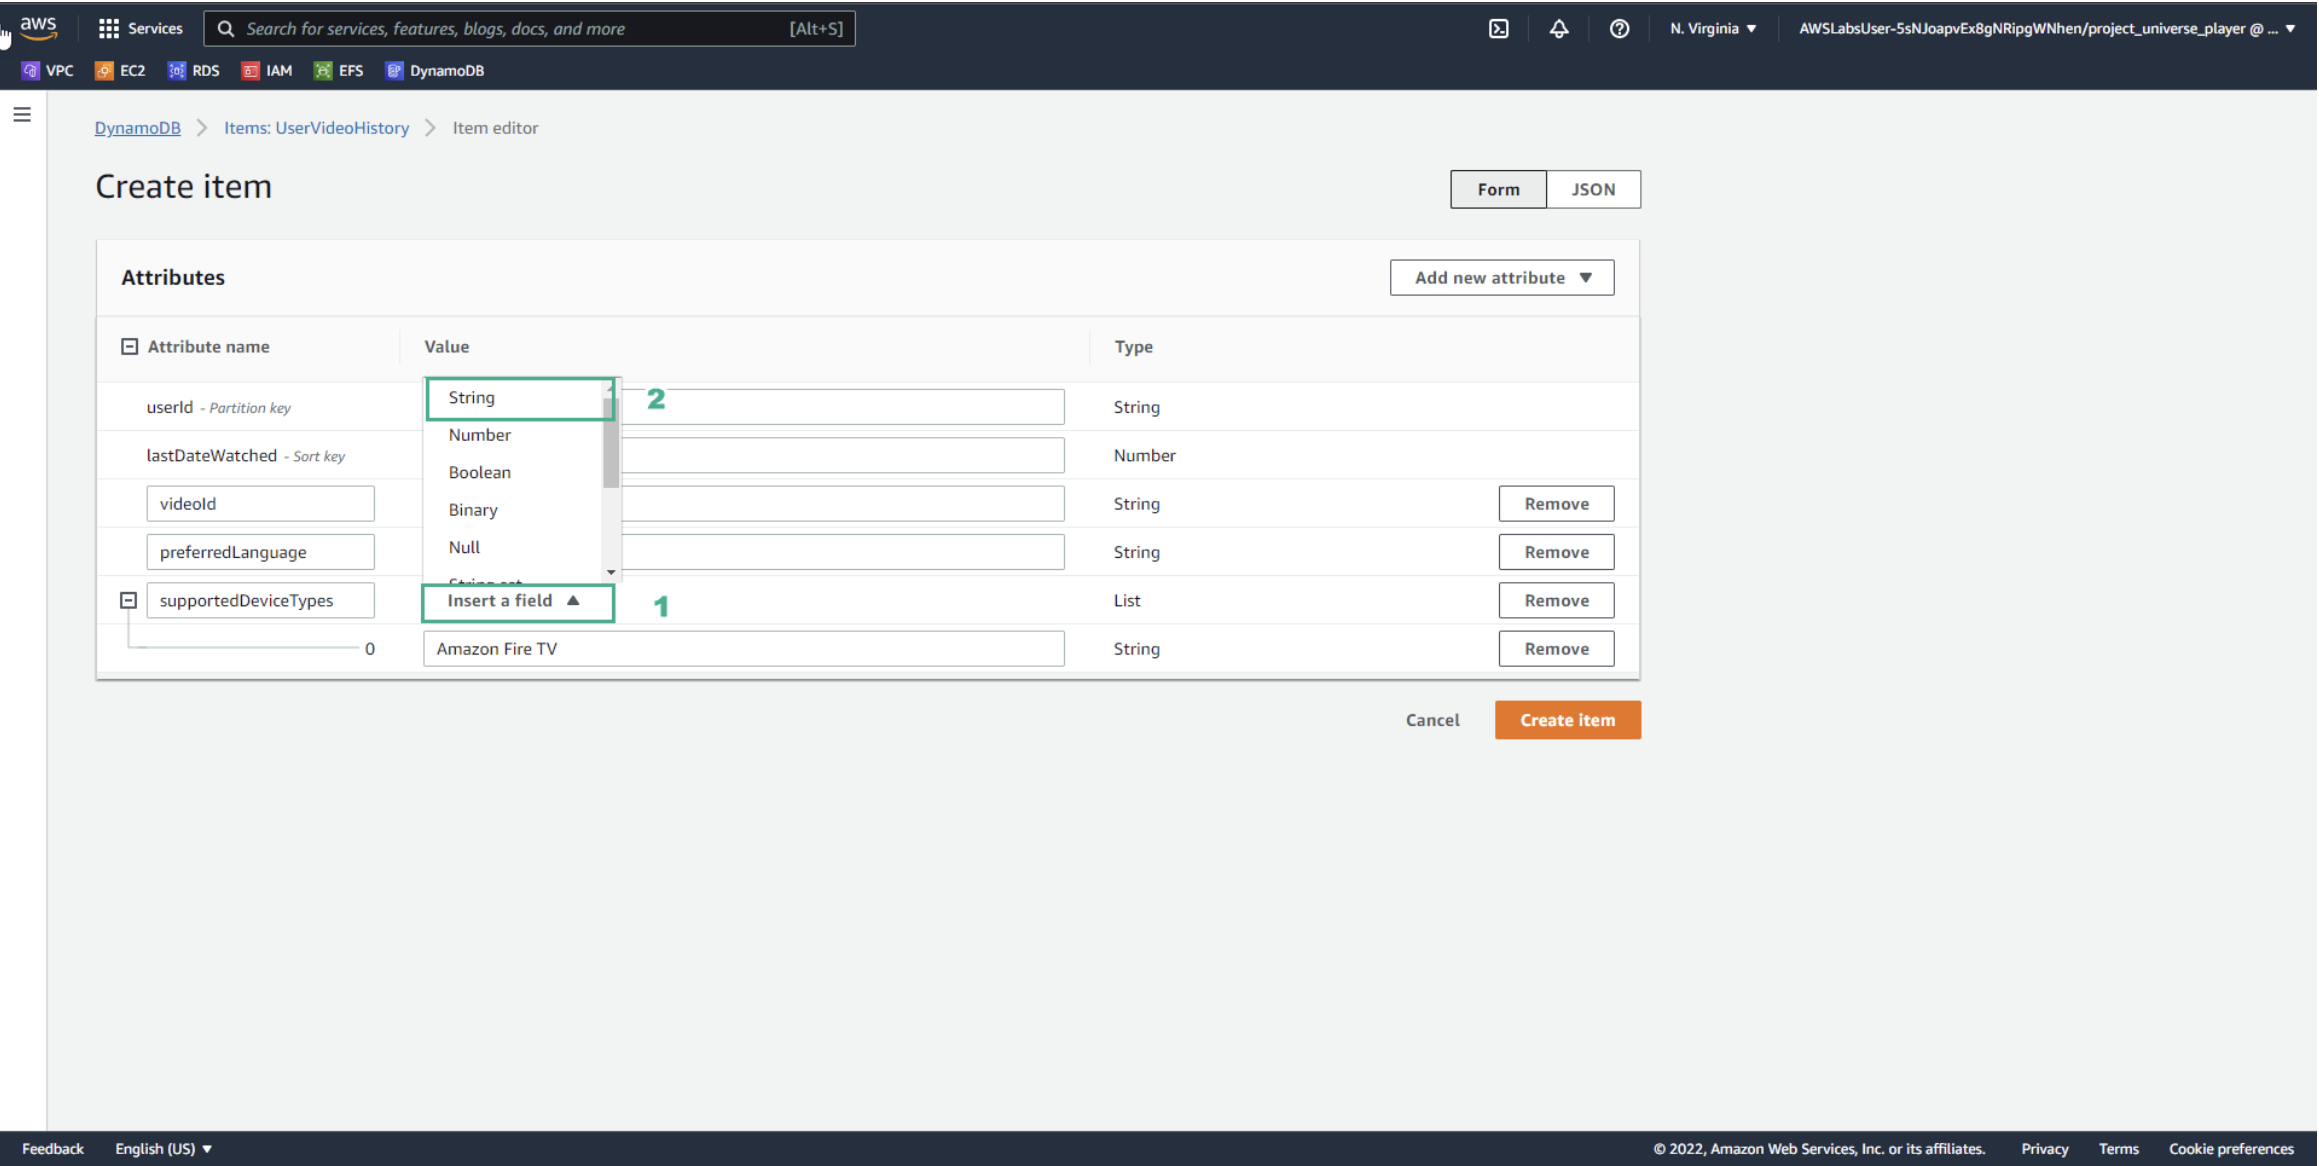 aws
Services
Search for services, features, blogs, docs, and more [Alt+S]
N. Virginia ▼
AWSLabsUser-5sNJoapvEx8gNRipgWNhen/project_universe_player @ ... ▼
VPC EC2 RDS IAM EFS DynamoDB
DynamoDB > Items: UserVideoHistory > Item editor
Create item
Form JSON
Attributes
Add new attribute ▼
Attribute name Value Type
userId - Partition key String
String 2
Number
lastDateWatched - Sort key Number
Boolean
videoId String Remove
Binary
preferredLanguage String Remove
Null
String set
supportedDeviceTypes Insert a field ▲ 1 List Remove
0 Amazon Fire TV String Remove
Cancel Create item
Feedback English (US) ▼ © 2022, Amazon Web Services, Inc. or its affiliates. Privacy Terms Cookie preferences